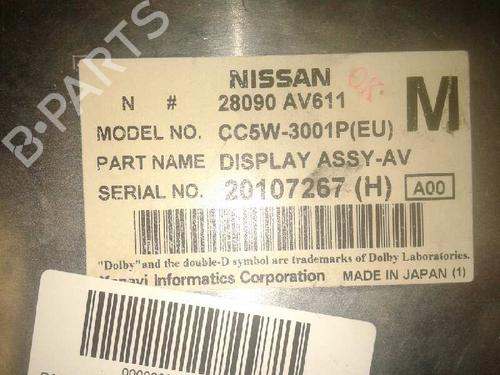 B-PARTS
NISSAN
OK
M
N # 28090 AV611
MODEL NO. CC5W-3001P(EU)
PART NAME DISPLAY ASSY-AV
SERIAL NO. 20107267 (H) A00
"Dolby" and the double-D symbol are trademarks of Dolby Laboratories.
Xanavi Informatics Corporation MADE IN JAPAN (1)